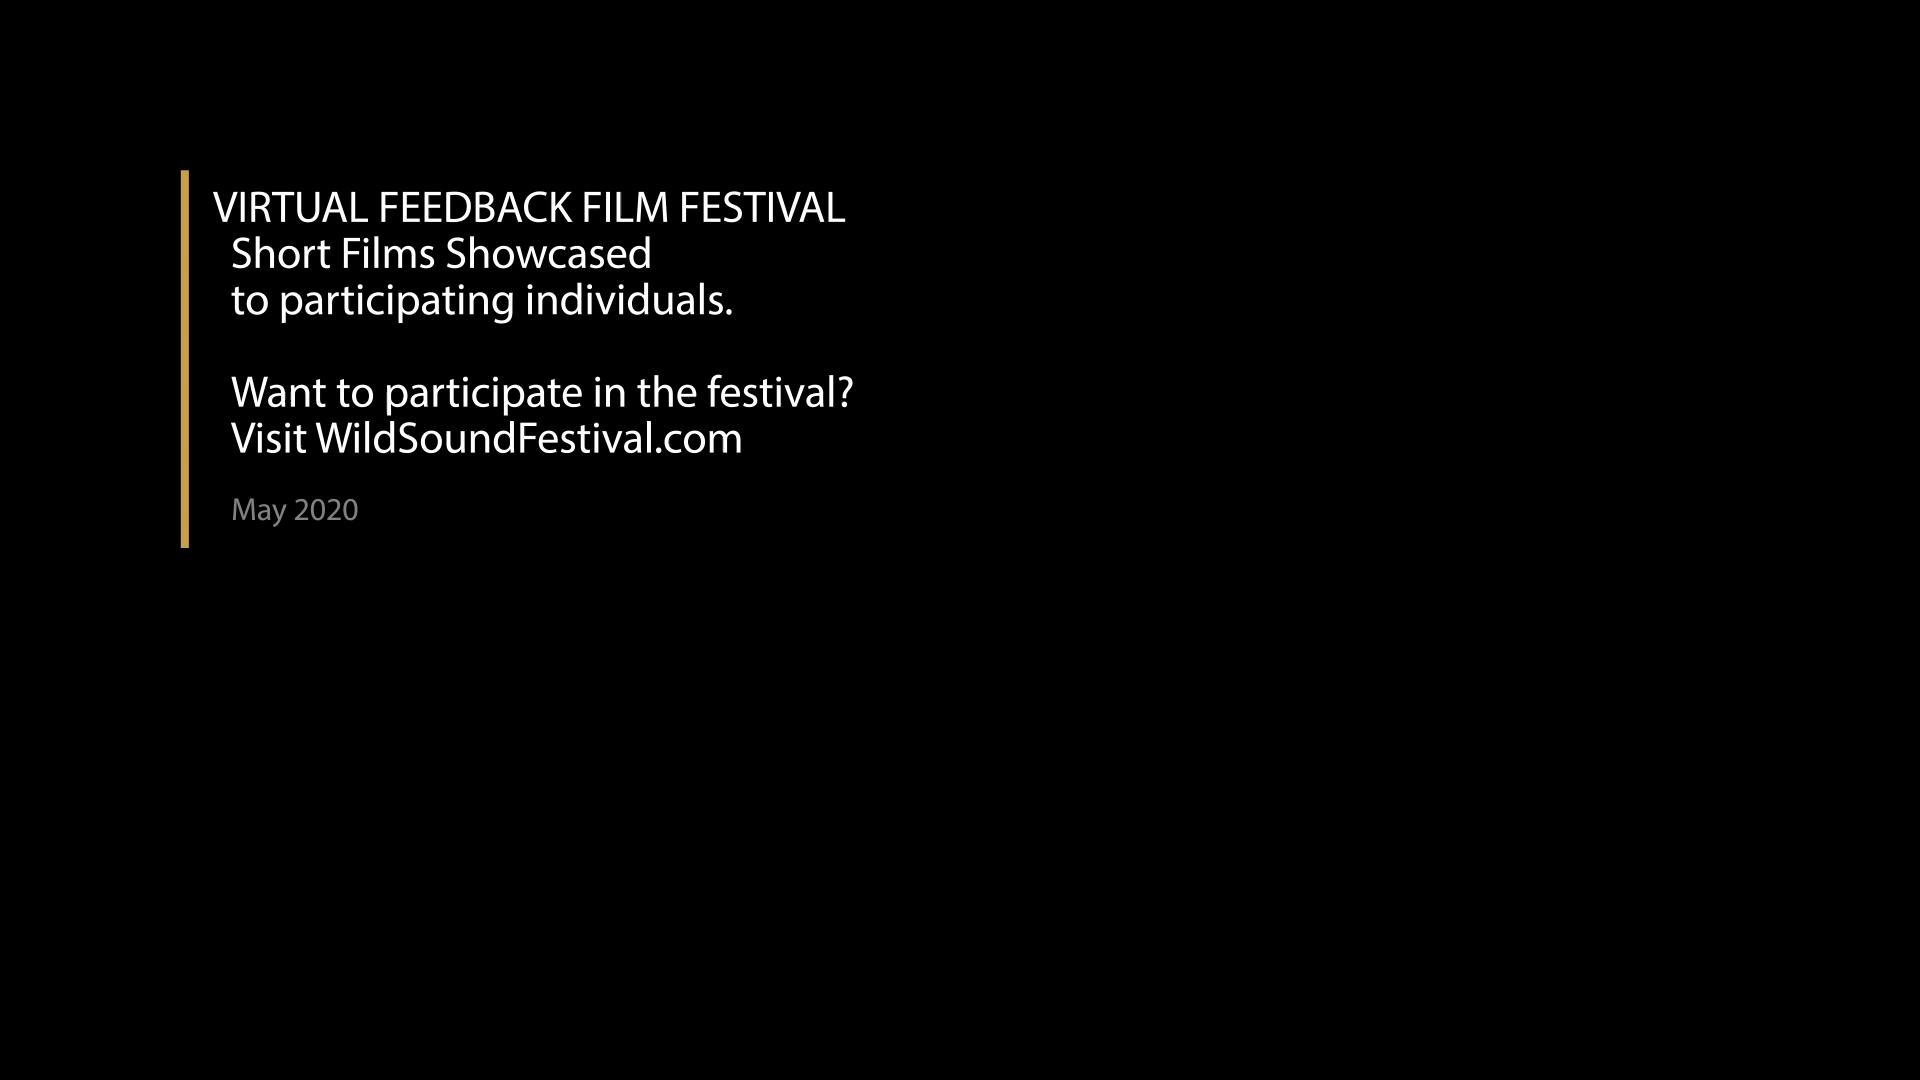 VIRTUAL FEEDBACK FILM FESTIVAL
Short Films Showcased
to participating individuals.
Want to participate in the festival?
Visit WildSoundFestival.com
May 2020